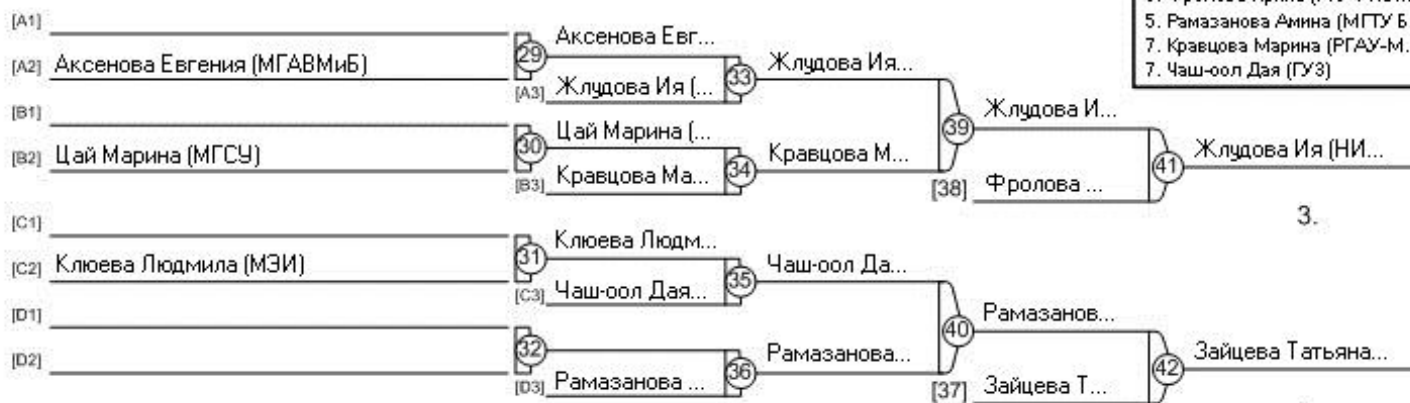 5. Рамазанова Амина (МГТУ Б
7. Кравцова Марина (РГАУ-М.
7. Чаш-оол Дая (ГУЗ)
[A1]
[A2] Аксенова Евгения (МГАВМиБ)
29
Аксенова Евг...
[A3] Жлудова Ия (...
33
Жлудова Ия...
[B1]
[B2] Цай Марина (МГСУ)
30
Цай Марина (...
[B3] Кравцова Ма...
34
Кравцова М...
39
Жлудова И...
[38] Фролова ...
41
Жлудова Ия (НИ...
3.
[C1]
[C2] Клюева Людмила (МЭИ)
31
Клюева Людм...
[C3] Чаш-оол Дая...
35
Чаш-оол Да...
[D1]
[D2]
32
[D3] Рамазанова ...
36
Рамазанова...
40
Рамазанов...
[37] Зайцева Т...
42
Зайцева Татьяна...